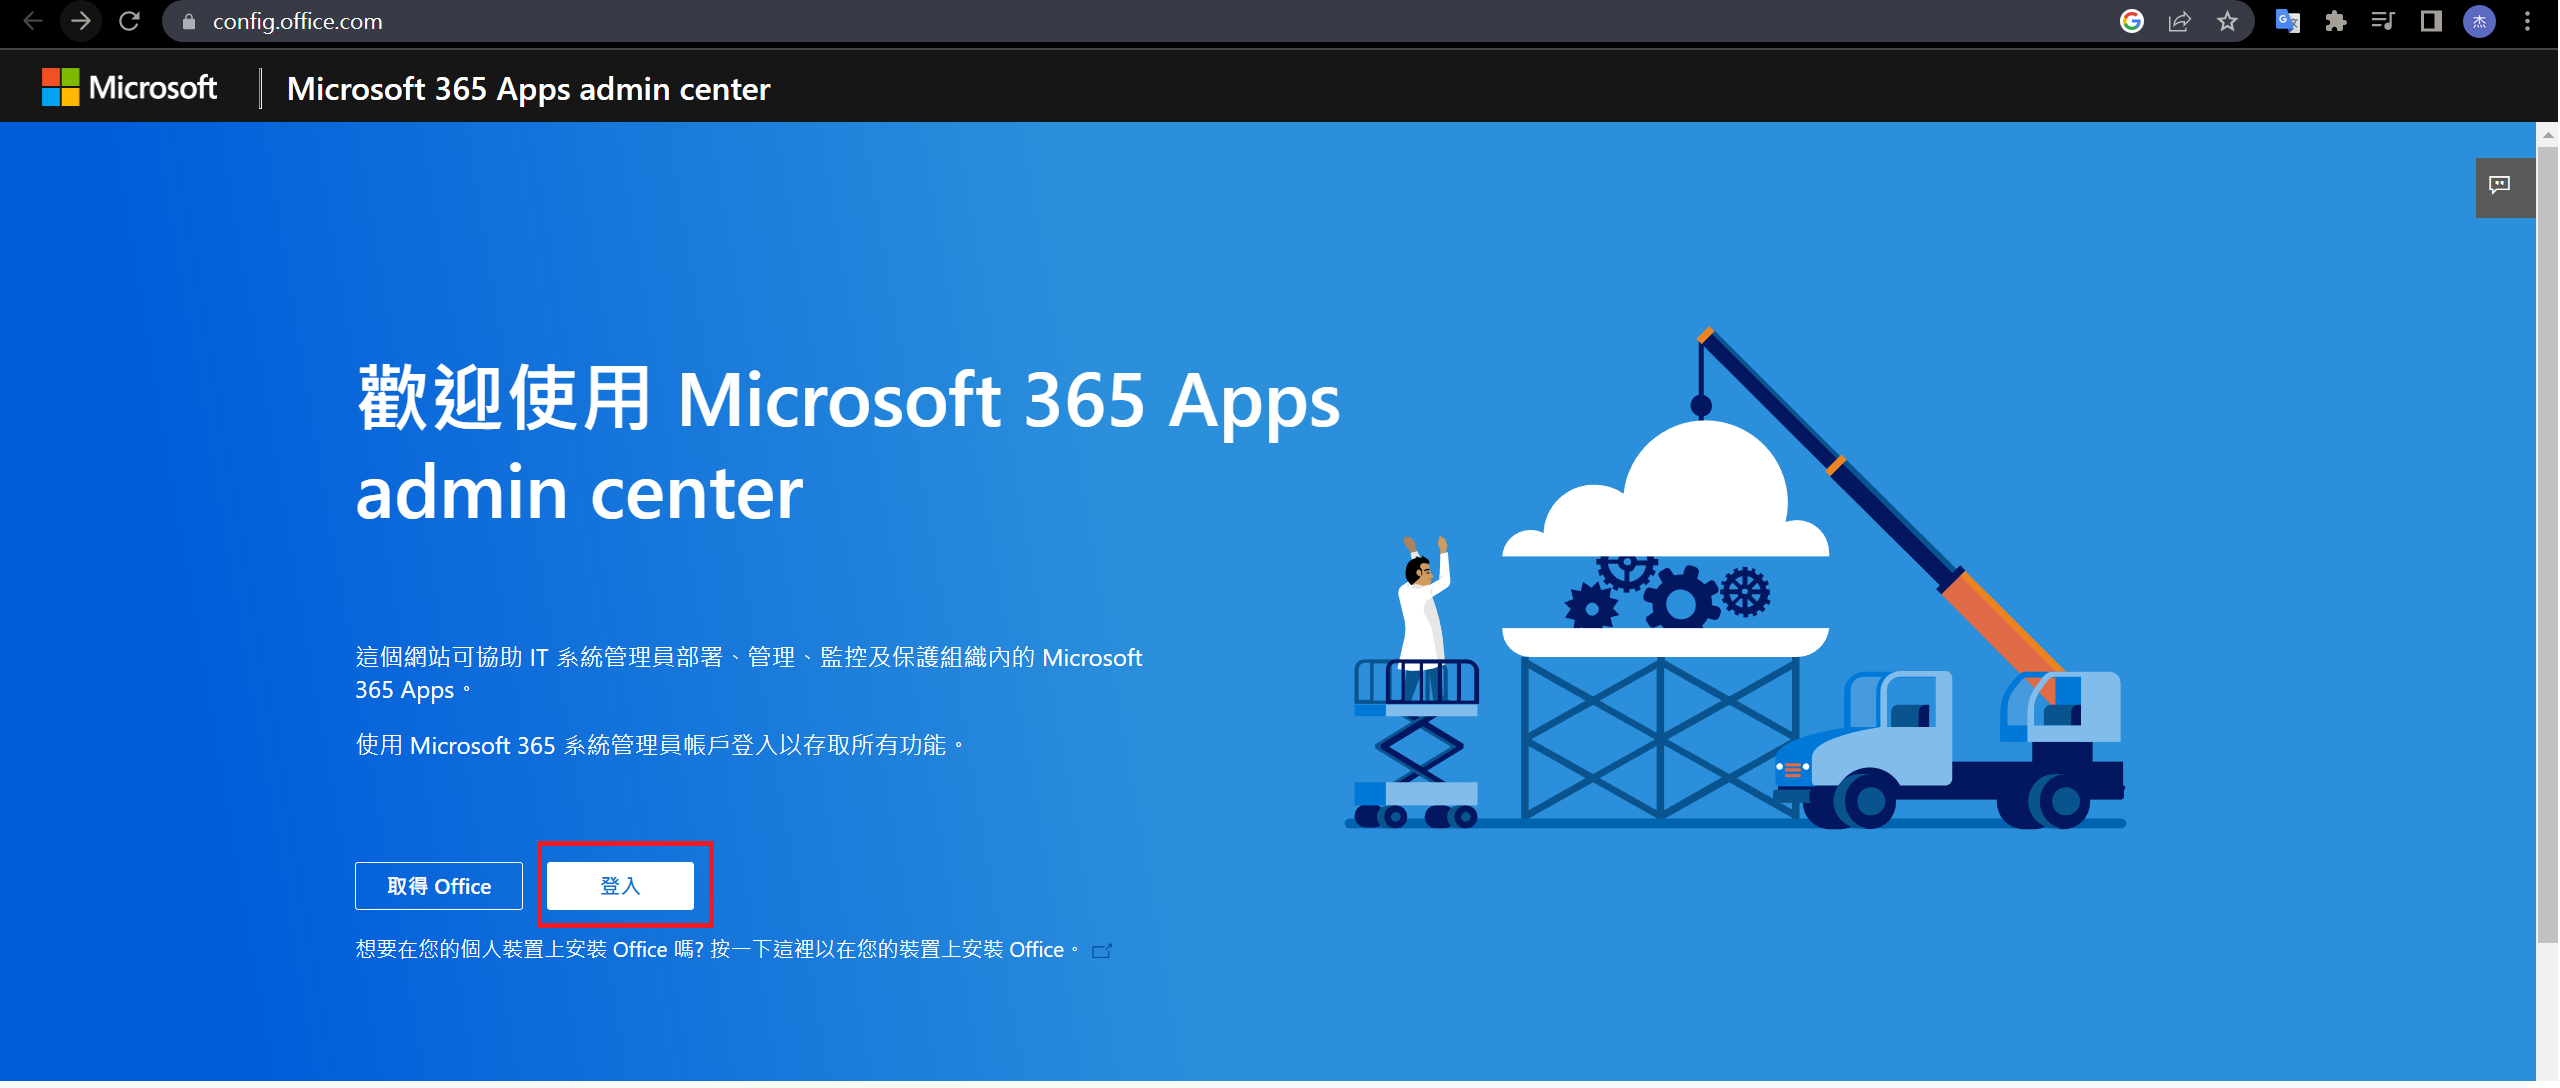 config.office.com
杰
Microsoft
Microsoft 365 Apps admin center
歡迎使用 Microsoft 365 Apps
admin center
這個網站可協助 IT 系統管理員部署、管理、監控及保護組織內的 Microsoft
365 Apps。
使用 Microsoft 365 系統管理員帳戶登入以存取所有功能。
取得 Office
登入
想要在您的個人裝置上安裝 Office 嗎? 按一下這裡以在您的裝置上安裝 Office。